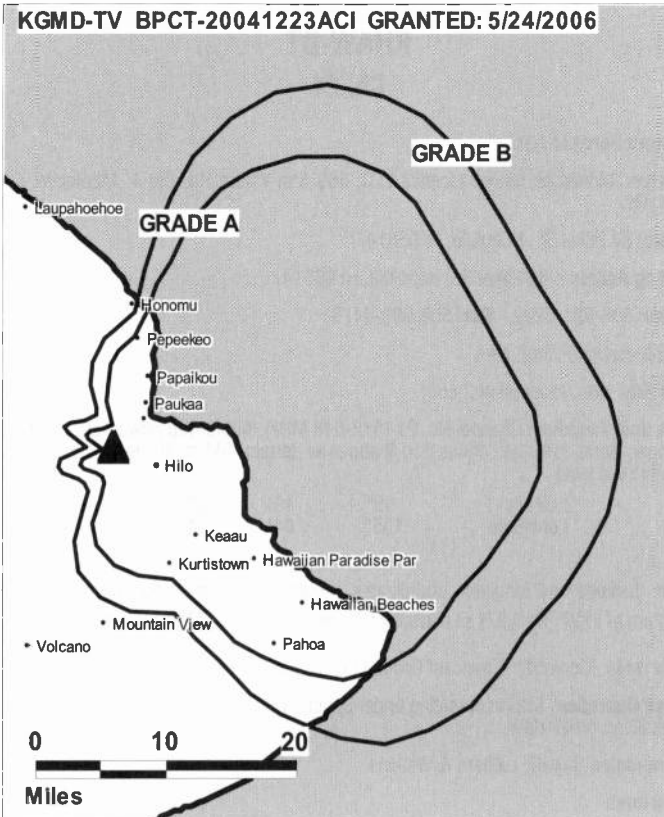 KGMD-TV BPCT-20041223ACI GRANTED: 5/24/2006
GRADE B
Laupahoehoe
GRADE A
Honomu
Pepeekeo
Papaikou
Paukaa
Hilo
Keaau
Kurtistown
Hawaiian Paradise Par
Hawaiian Beaches
Mountain View
Pahoa
Volcano
0 10 20
Miles